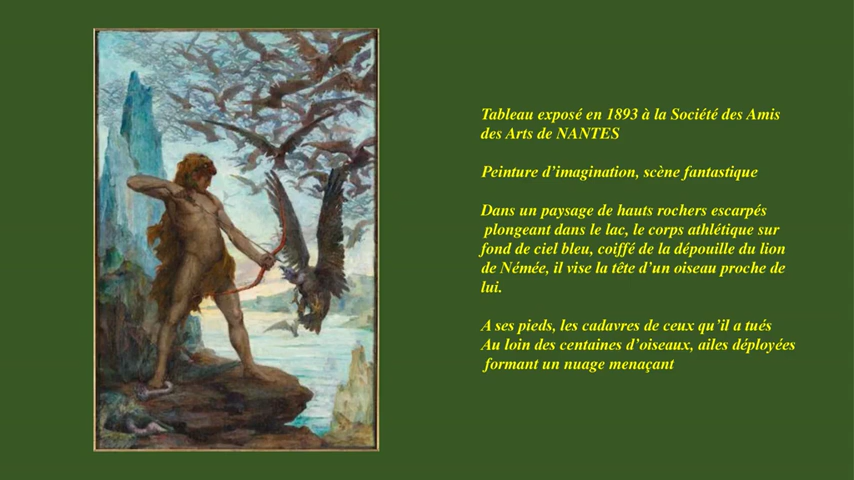 Tableau exposé en 1893 à la Société des Amis
des Arts de NANTES
Peinture d’imagination, scène fantastique
Dans un paysage de hauts rochers escarpés
plongeant dans le lac, le corps athlétique sur
fond de ciel bleu, coiffé de la dépouille du lion
de Némée, il vise la tête d’un oiseau proche de
lui.
A ses pieds, les cadavres de ceux qu’il a tués
Au loin des centaines d’oiseaux, ailes déployées
formant un nuage menaçant